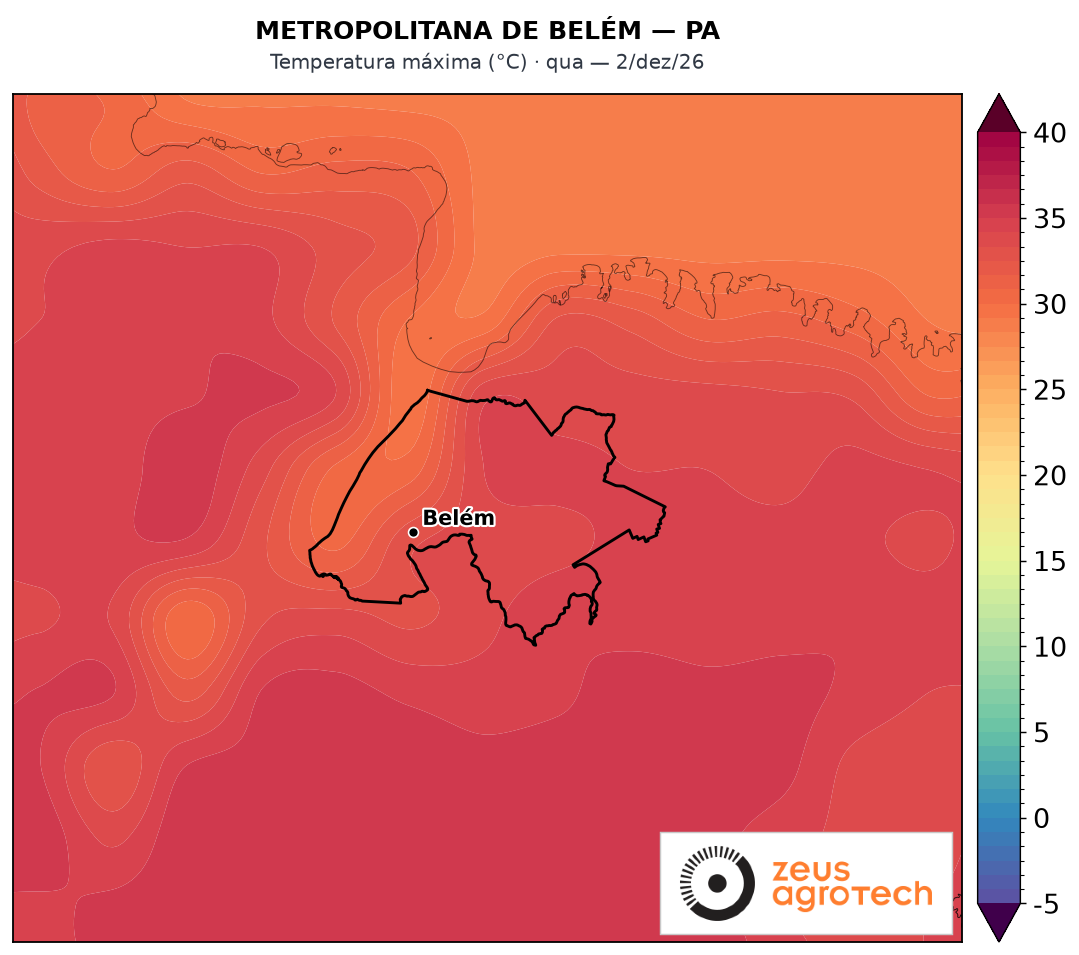 METROPOLITANA DE BELÉM — PA
Temperatura máxima (°C) · qua — 2/dez/26
Belém
40
35
30
25
20
15
10
5
0
-5
zeus
agrotech